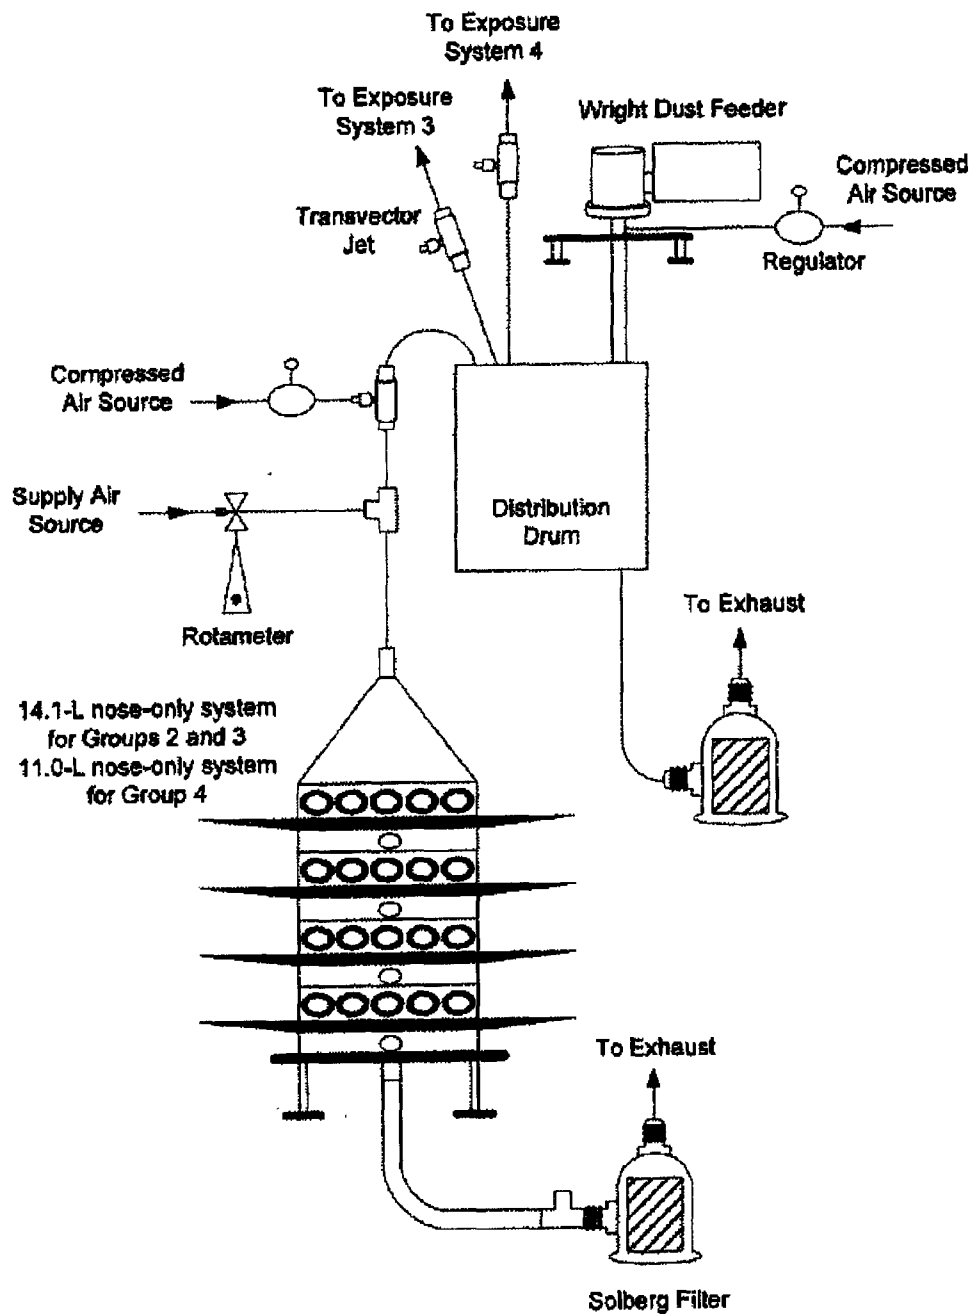 To Exposure
System 4
To Exposure
System 3
Wright Dust Feeder
Compressed
Air Source
Transvector
Jet
Regulator
Compressed
Air Source
Supply Air
Source
Distribution
Drum
Rotameter
To Exhaust
14.1-L nose-only system
for Groups 2 and 3
11.0-L nose-only system
for Group 4
To Exhaust
Solberg Filter